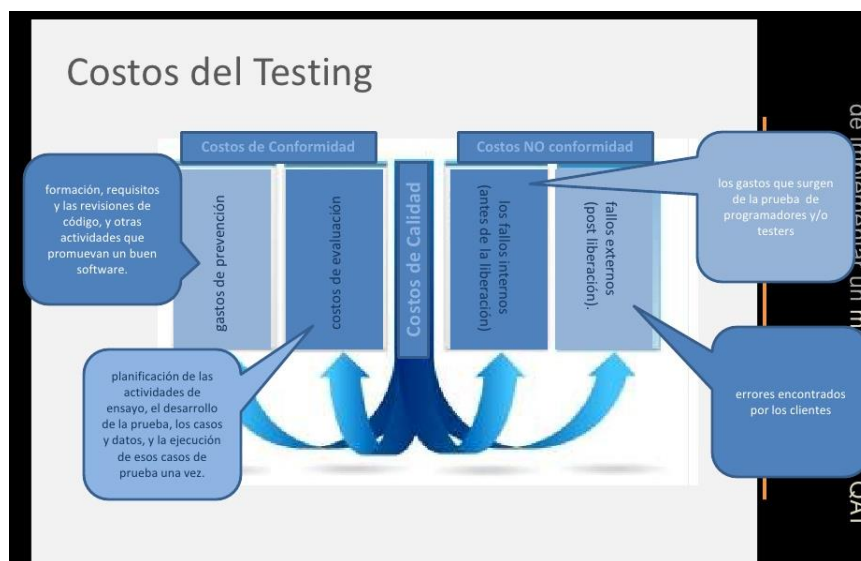 Costos del Testing
Costos de Conformidad
Costos NO conformidad
formación, requisitos
y las revisiones de
código, y otras
actividades que
promuevan un buen
software.
gastos de prevención
costos de evaluación
Costos de Calidad
los fallos internos
(antes de la liberación)
fallos externos
(post liberación).
los gastos que surgen
de la prueba de
programadores y/o
testers
planificación de las
actividades de
ensayo, el desarrollo
de la prueba, los casos
y datos, y la ejecución
de esos casos de
prueba una vez.
errores encontrados
por los clientes
un
QA?